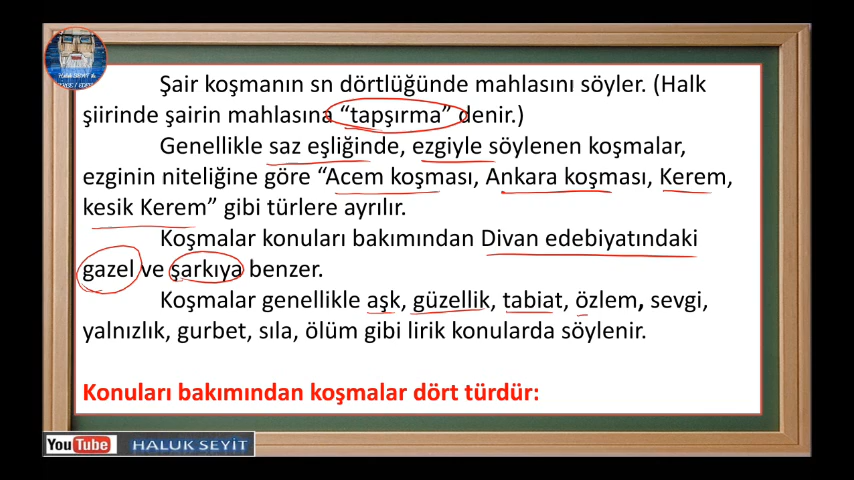 Şair koşmanın sn dörtlüğünde mahlasını söyler. (Halk
şiirinde şairin mahlasına “tapşırma” denir.)
Genellikle saz eşliğinde, ezgiyle söylenen koşmalar,
ezginin niteliğine göre “Acem koşması, Ankara koşması, Kerem,
kesik Kerem” gibi türlere ayrılır.
Koşmalar konuları bakımından Divan edebiyatındaki
gazel ve şarkıya benzer.
Koşmalar genellikle aşk, güzellik, tabiat, özlem, sevgi,
yalnızlık, gurbet, sıla, ölüm gibi lirik konularda söylenir.
Konuları bakımından koşmalar dört türdür:
YouTube HALUK SEYİT